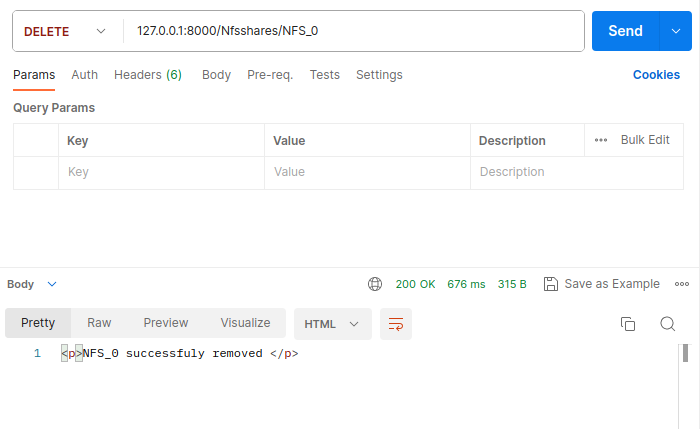 DELETE 127.0.0.1:8000/Nfsshares/NFS_0 Send
Params Auth Headers (6) Body Pre-req. Tests Settings Cookies
Query Params
Key Value Description Bulk Edit
Key Value Description
Body 200 OK 676 ms 315 B Save as Example
Pretty Raw Preview Visualize HTML
1 <p>NFS_0 successfuly removed </p>